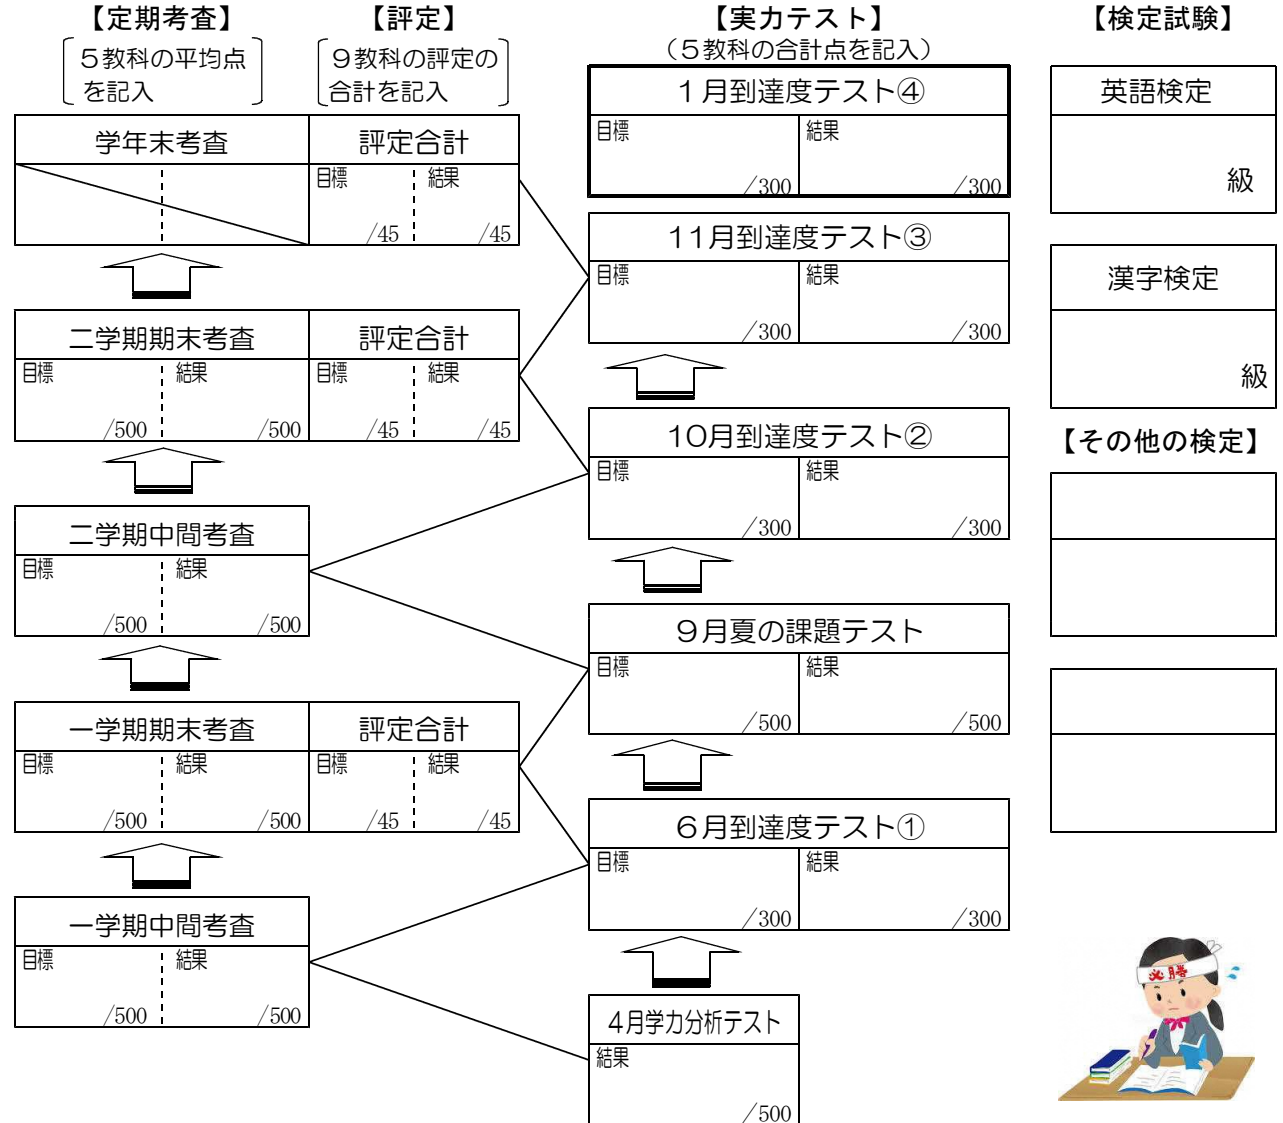 【定期考査】
５教科の平均点
を記入
学年末考査
二学期期末考査
目標
結果
/500
/500
二学期中間考査
目標
結果
/500
/500
一学期期末考査
目標
結果
/500
/500
一学期中間考査
目標
結果
/500
/500
【評定】
９教科の評定の
合計を記入
評定合計
目標
結果
/45
/45
評定合計
目標
結果
/45
/45
評定合計
目標
結果
/45
/45
【実力テスト】
（５教科の合計点を記入）
１月到達度テスト④
目標
結果
/300
/300
11月到達度テスト③
目標
結果
/300
/300
10月到達度テスト②
目標
結果
/300
/300
９月夏の課題テスト
目標
結果
/500
/500
６月到達度テスト①
目標
結果
/300
/300
４月学力分析テスト
結果
/500
【検定試験】
英語検定
級
漢字検定
級
【その他の検定】
必勝